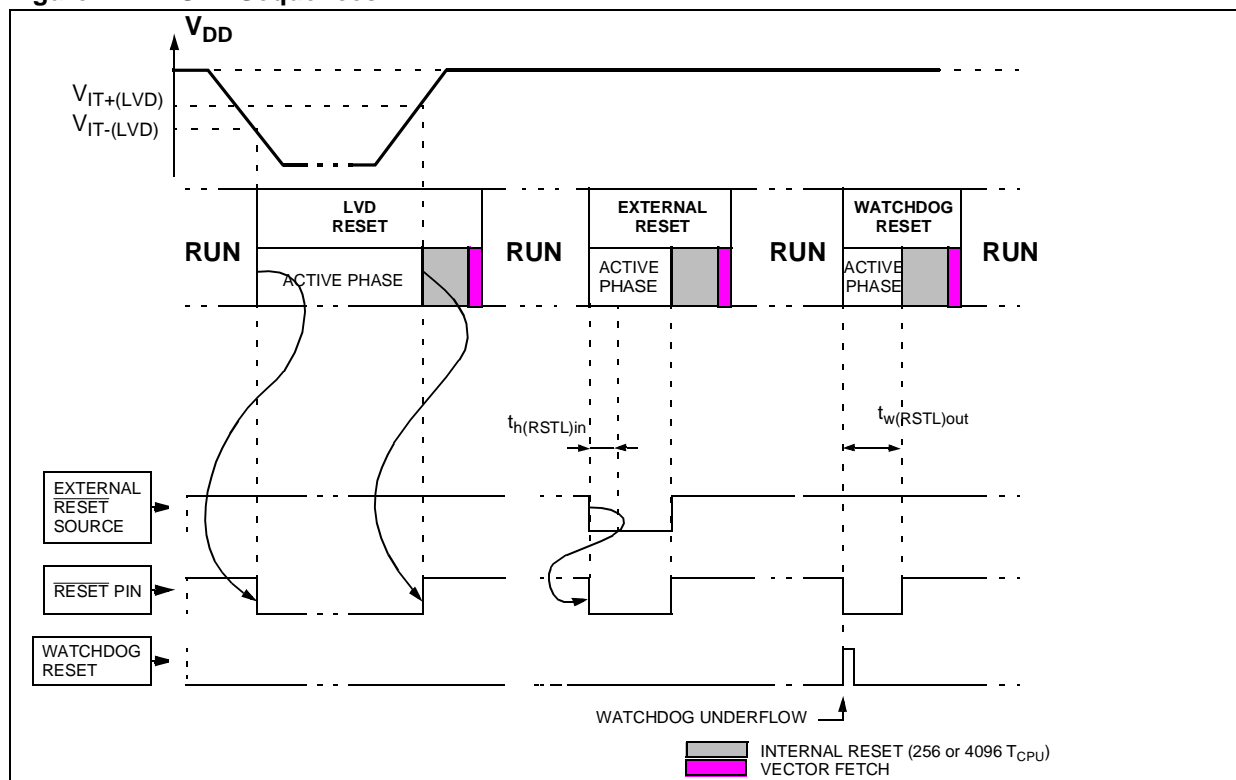 V_DD
V_IT+(LVD)
V_IT-(LVD)
LVD
RESET
EXTERNAL
RESET
WATCHDOG
RESET
RUN
RUN
RUN
RUN
ACTIVE PHASE
ACTIVE
PHASE
ACTIVE
PHASE
t_h(RSTL)in
t_w(RSTL)out
EXTERNAL
RESET
SOURCE
RESET PIN
WATCHDOG
RESET
WATCHDOG UNDERFLOW
INTERNAL RESET (256 or 4096 T_CPU)
VECTOR FETCH